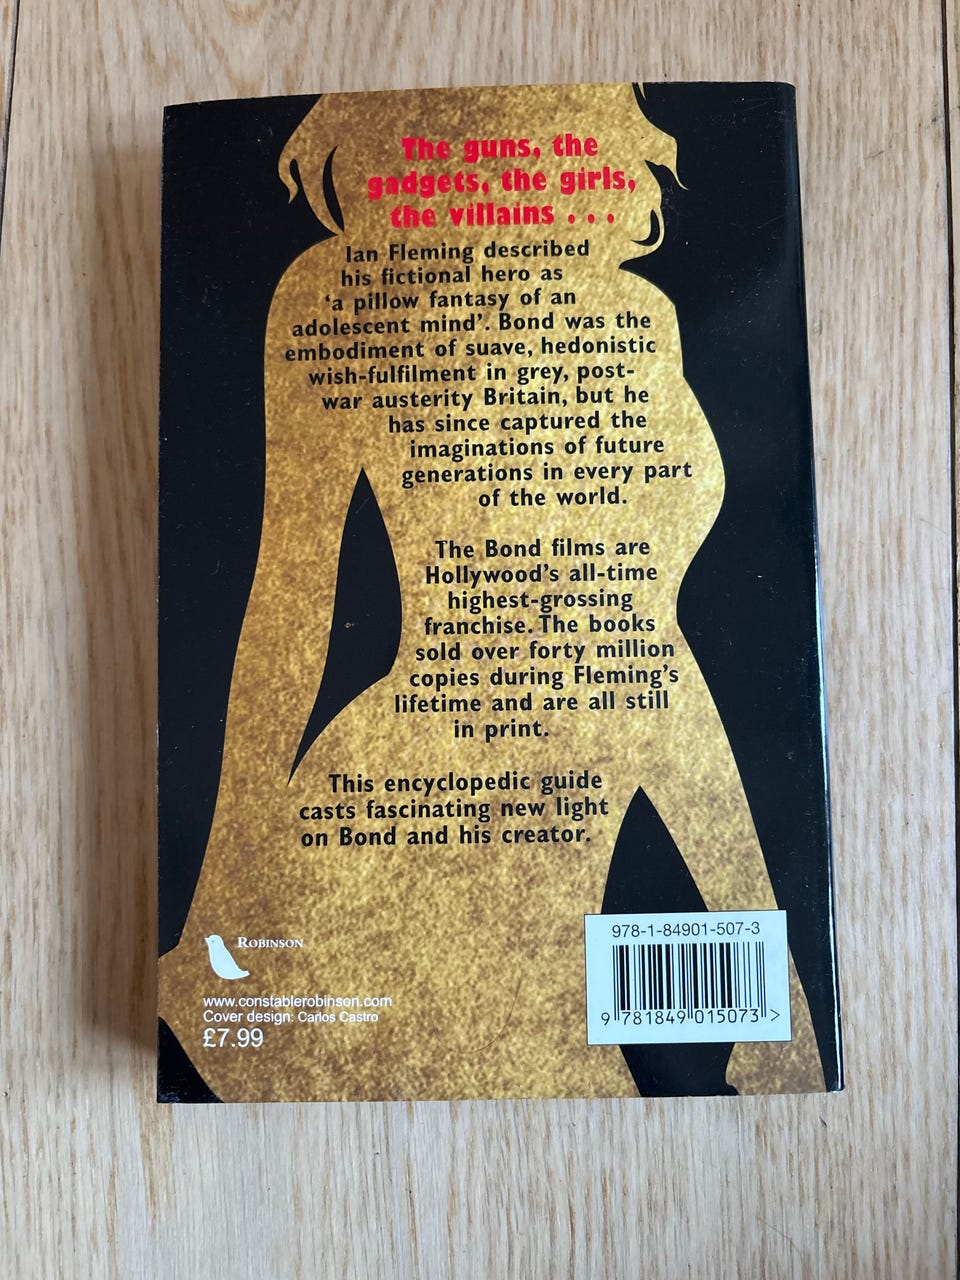 The guns, the
gadgets, the girls,
the villains . . .
Ian Fleming described
his fictional hero as
‘a pillow fantasy of an
adolescent mind’. Bond was the
embodiment of suave, hedonistic
wish-fulfilment in grey, post-
war austerity Britain, but he
has since captured the
imaginations of future
generations in every part
of the world.
The Bond films are
Hollywood’s all-time
highest-grossing
franchise. The books
sold over forty million
copies during Fleming’s
lifetime and are all still
in print.
This encyclopedic guide
casts fascinating new light
on Bond and his creator.
ROBINSON
www.constablerobinson.com
Cover design: Carlos Castro
£7.99
978-1-84901-507-3
9 781849 015073 >